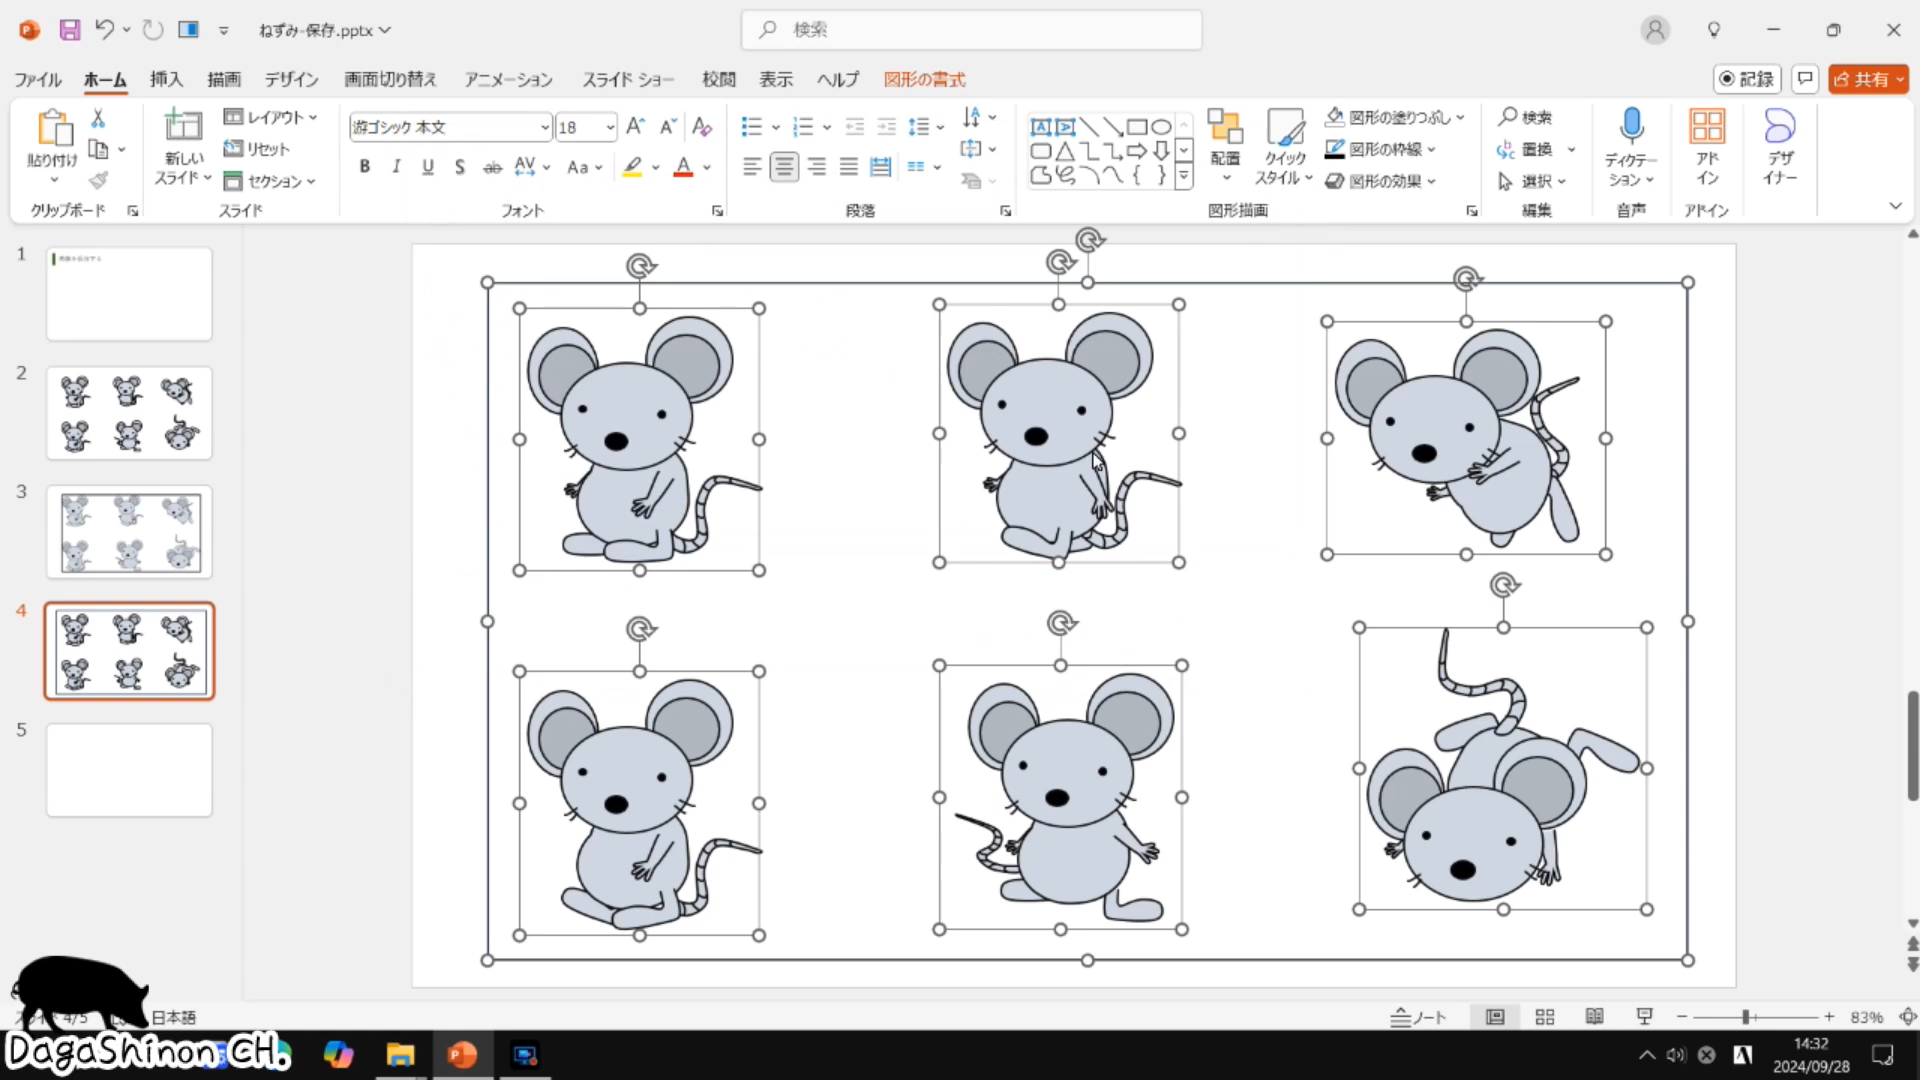 ねずみ-保存.pptx
検索
ファイル ホーム 挿入 描画 デザイン 画面切り替え アニメーション スライド ショー 校閲 表示 ヘルプ 図形の書式
記録 共有
貼り付け
新しい
スライド
レイアウト
リセット
セクション
游ゴシック 本文 18
B I U S ab AV Aa A
配置
クイック
スタイル
図形の塗りつぶし
図形の枠線
図形の効果
検索
置換
選択
ディクテー
ション
アド
イン
デザ
イナー
クリップボード スライド フォント 段落 図形描画 編集 音声 アドイン
1
2
3
4
5
日本語
ノート
83%
DagaShinon CH.
A
14:32
2024/09/28